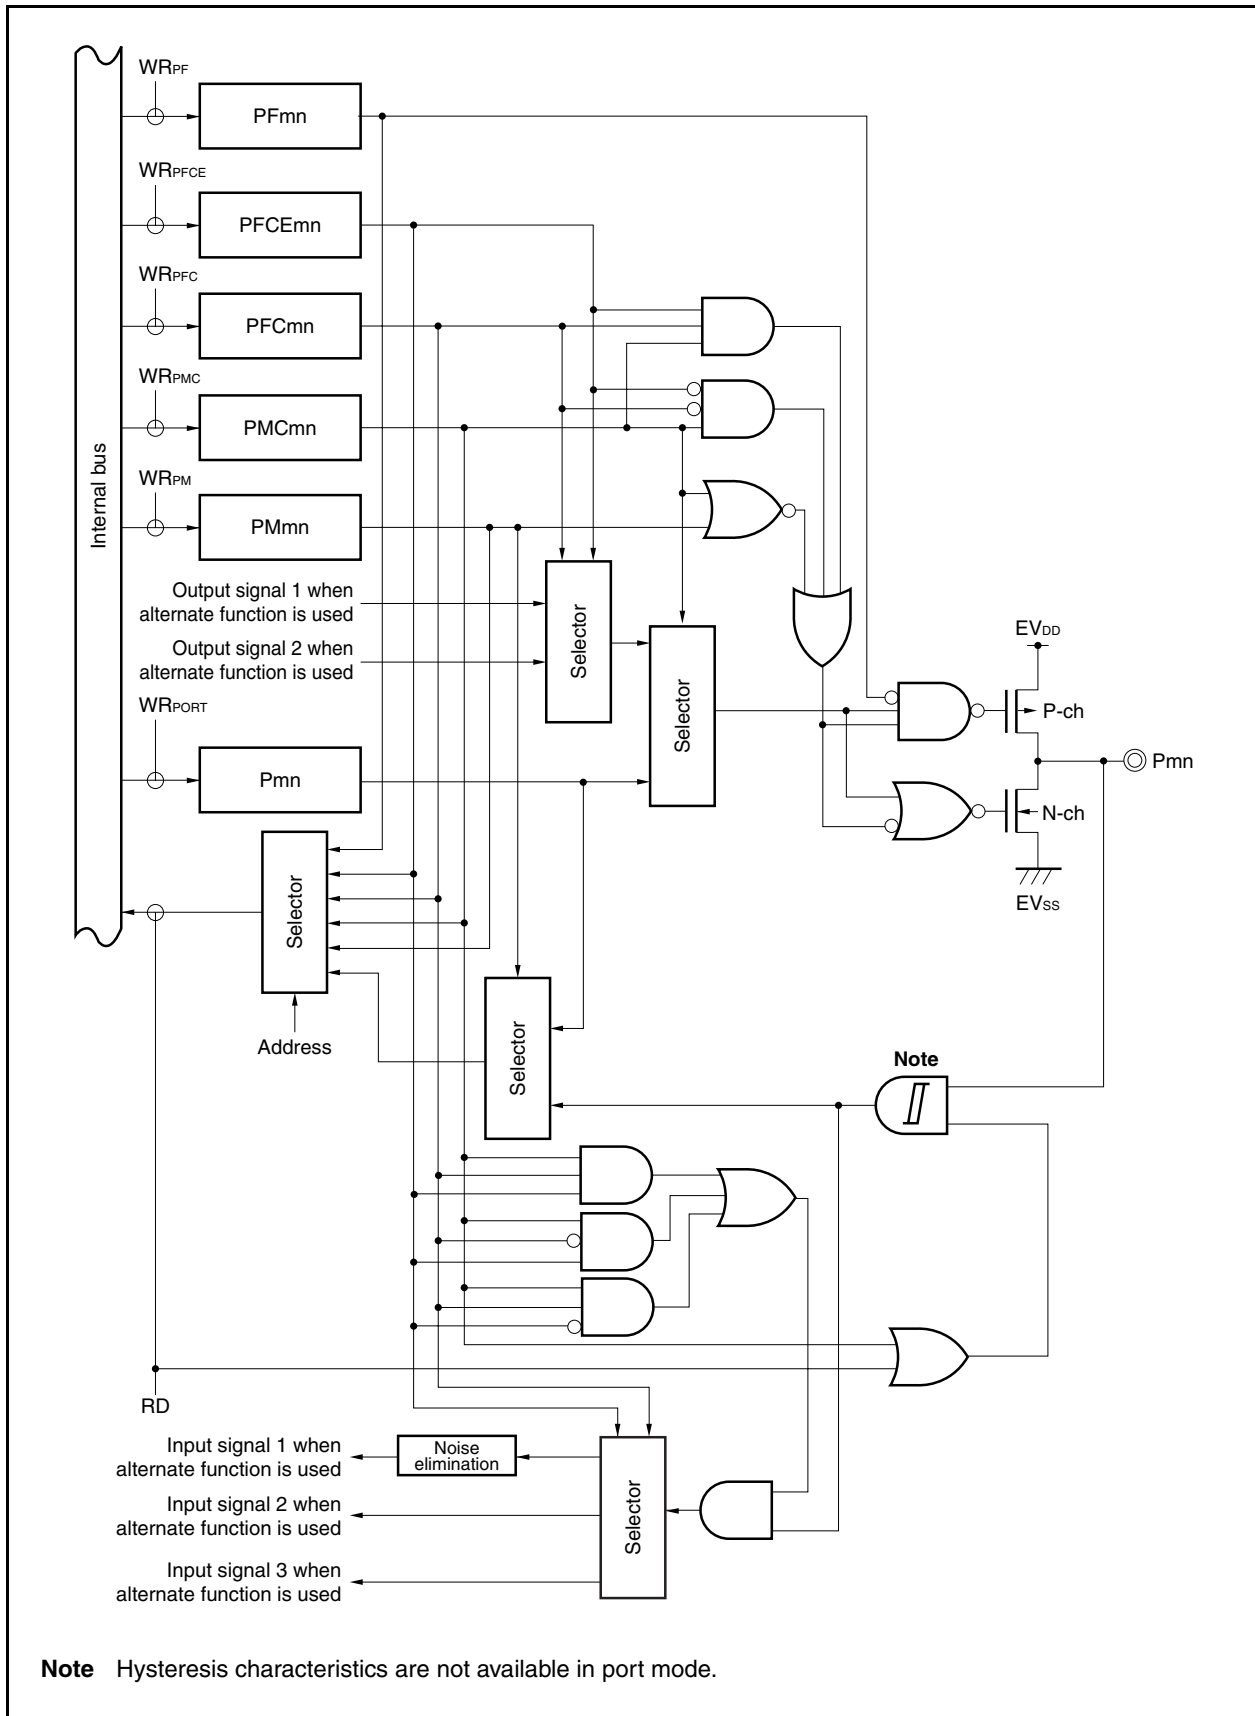 WRPF
PFmn
WRPFCE
PFCEmn
WRPFC
PFCmn
WRPMC
PMCmn
Internal bus
WRPM
PMmn
Output signal 1 when
alternate function is used
Output signal 2 when
alternate function is used
Selector
Selector
EVDD
P-ch
WRPORT
Pmn
Pmn
N-ch
EVSS
Selector
Address
Selector
Note
RD
Input signal 1 when
alternate function is used
Noise
elimination
Input signal 2 when
alternate function is used
Selector
Input signal 3 when
alternate function is used
Note Hysteresis characteristics are not available in port mode.